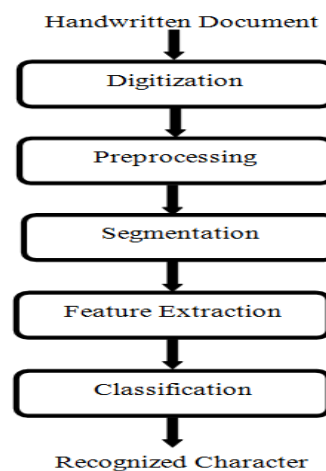 Handwritten Document
Digitization
Preprocessing
Segmentation
Feature Extraction
Classification
Recognized Character